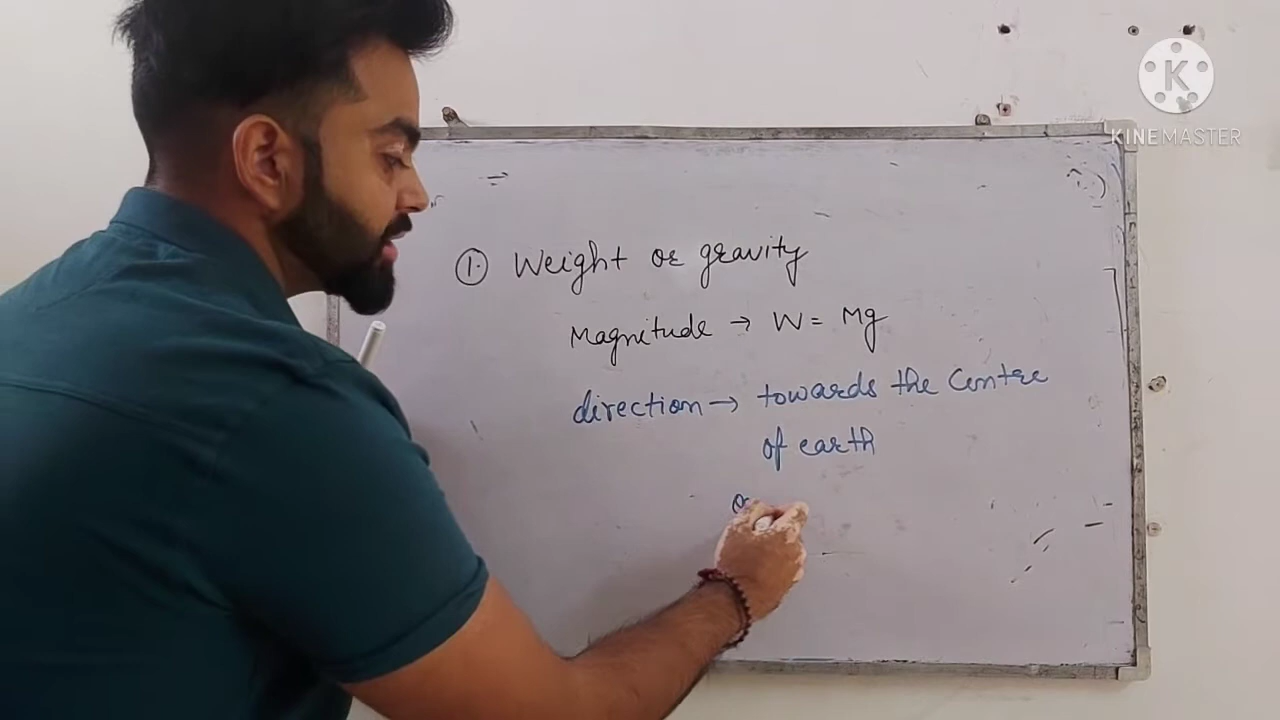 KINEMASTER
① Weight or gravity
Magnitude → W = Mg
direction → towards the Centre
of earth